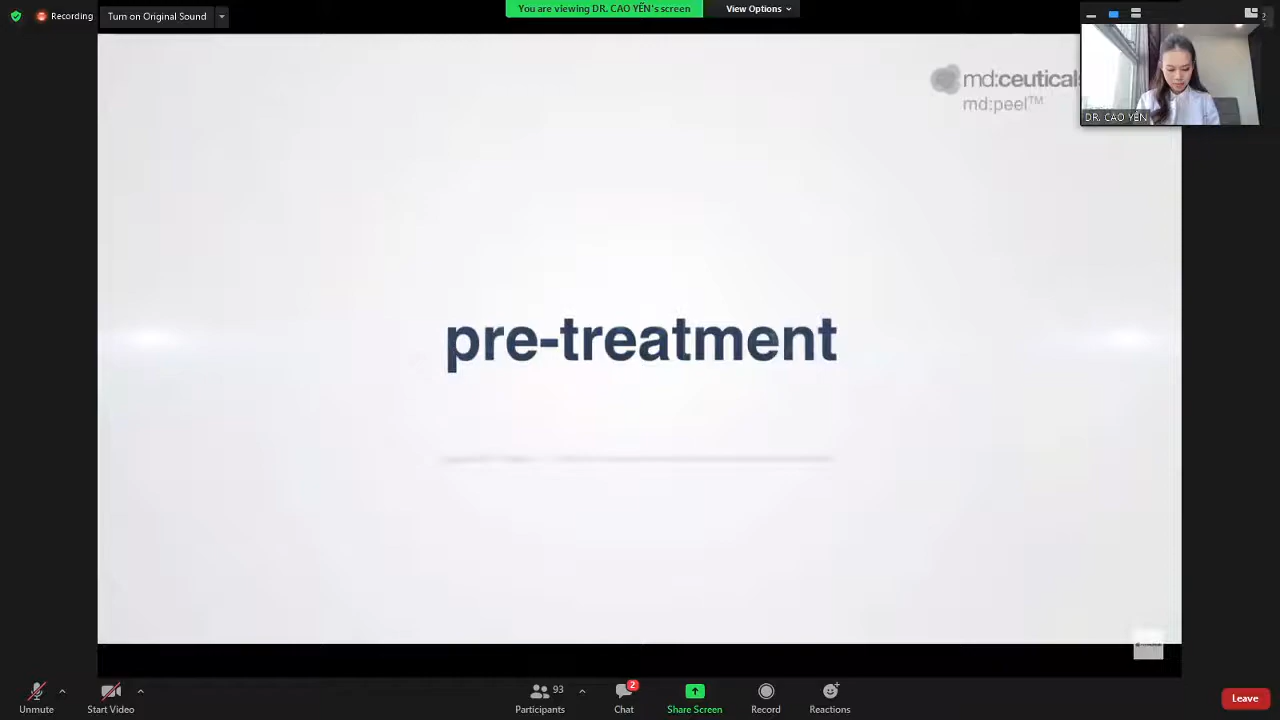 Recording
Turn on Original Sound
You are viewing DR. CAO YẾN's screen
View Options
2
md:ceuticals
md:peel™
DR. CAO YẾN
pre-treatment
Unmute
Start Video
93
Participants
2
Chat
Share Screen
Record
Reactions
Leave